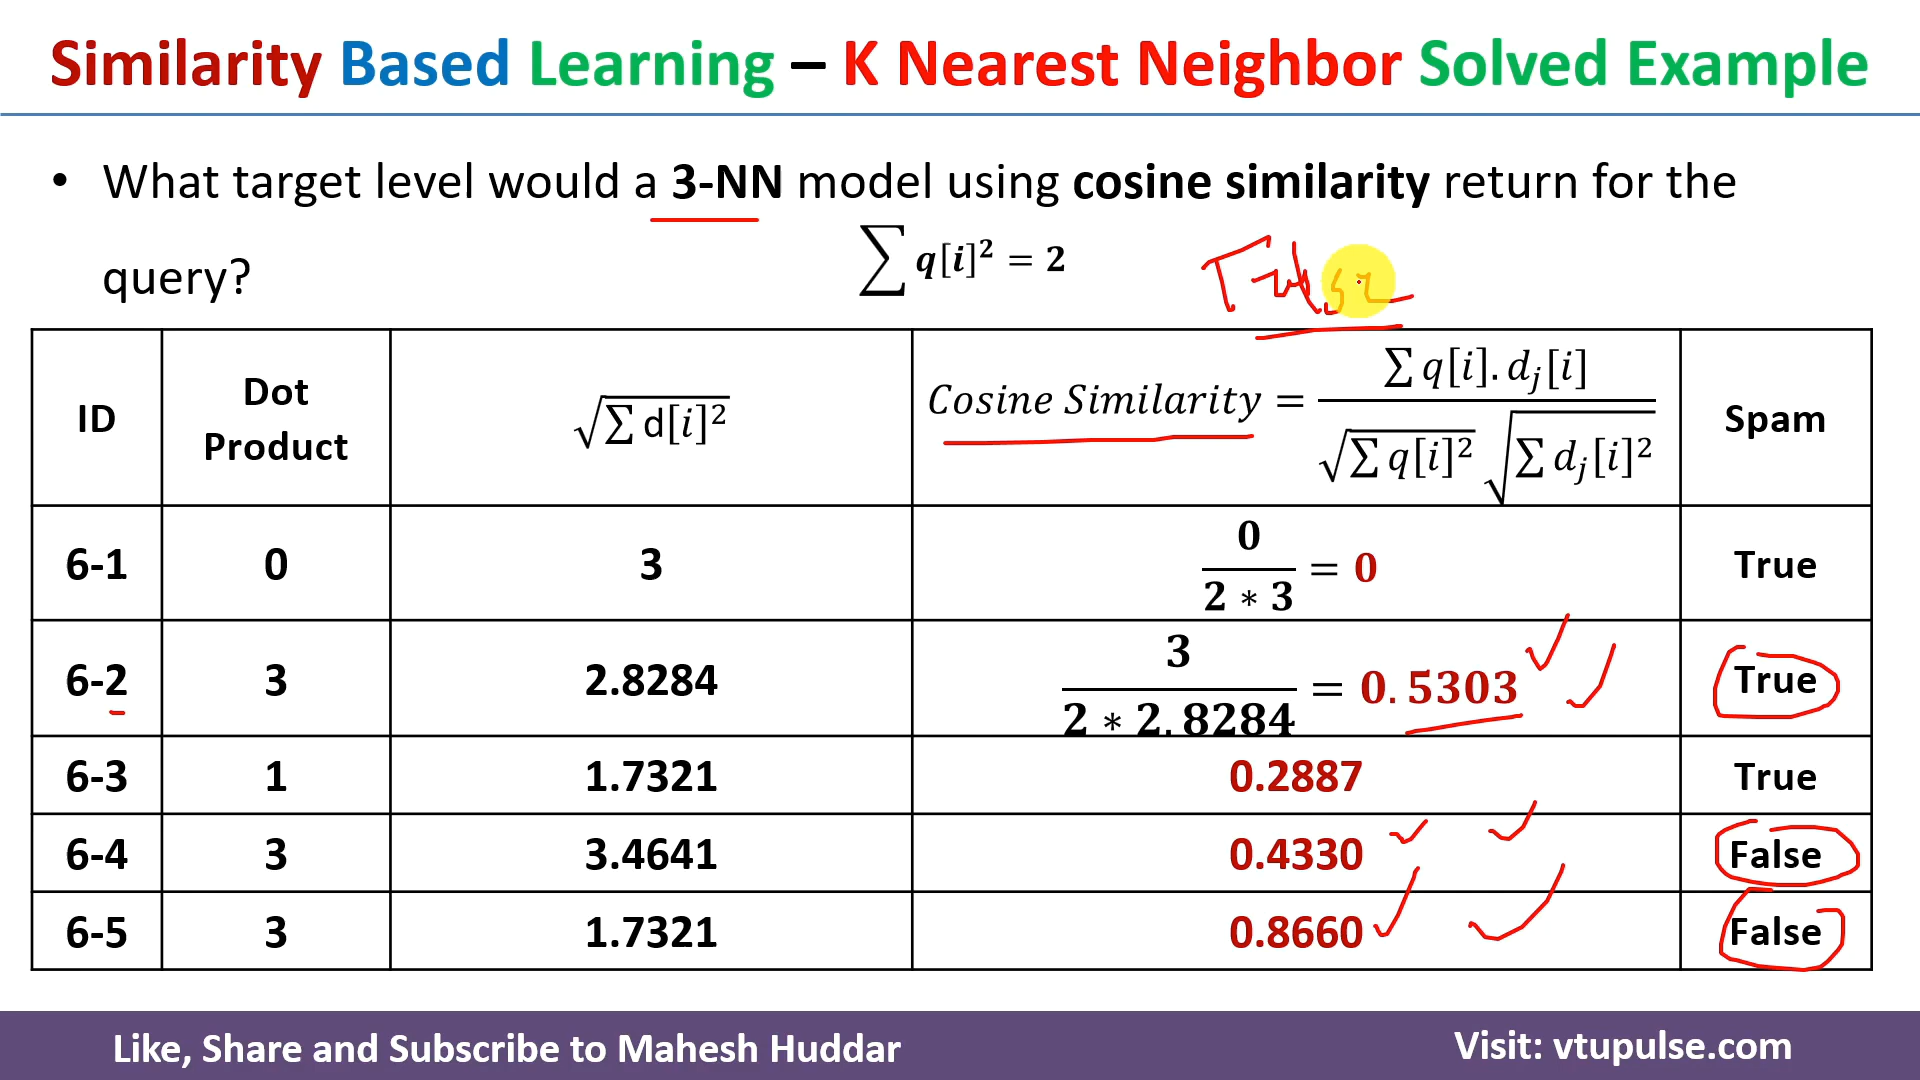 Similarity Based Learning – K Nearest Neighbor Solved Example
• What target level would a 3-NN model using cosine similarity return for the
query?
∑ q[i]² = 2
ID
Dot
Product
√∑ d[i]²
Cosine Similarity = ∑ q[i].dⱼ[i] / √∑ q[i]² √∑ dⱼ[i]²
Spam
6-1 0 3 0 / 2 ∗ 3 = 0 True
6-2 3 2.8284 3 / 2 ∗ 2.8284 = 0.5303 True
6-3 1 1.7321 0.2887 True
6-4 3 3.4641 0.4330 False
6-5 3 1.7321 0.8660 False
Like, Share and Subscribe to Mahesh Huddar
Visit: vtupulse.com